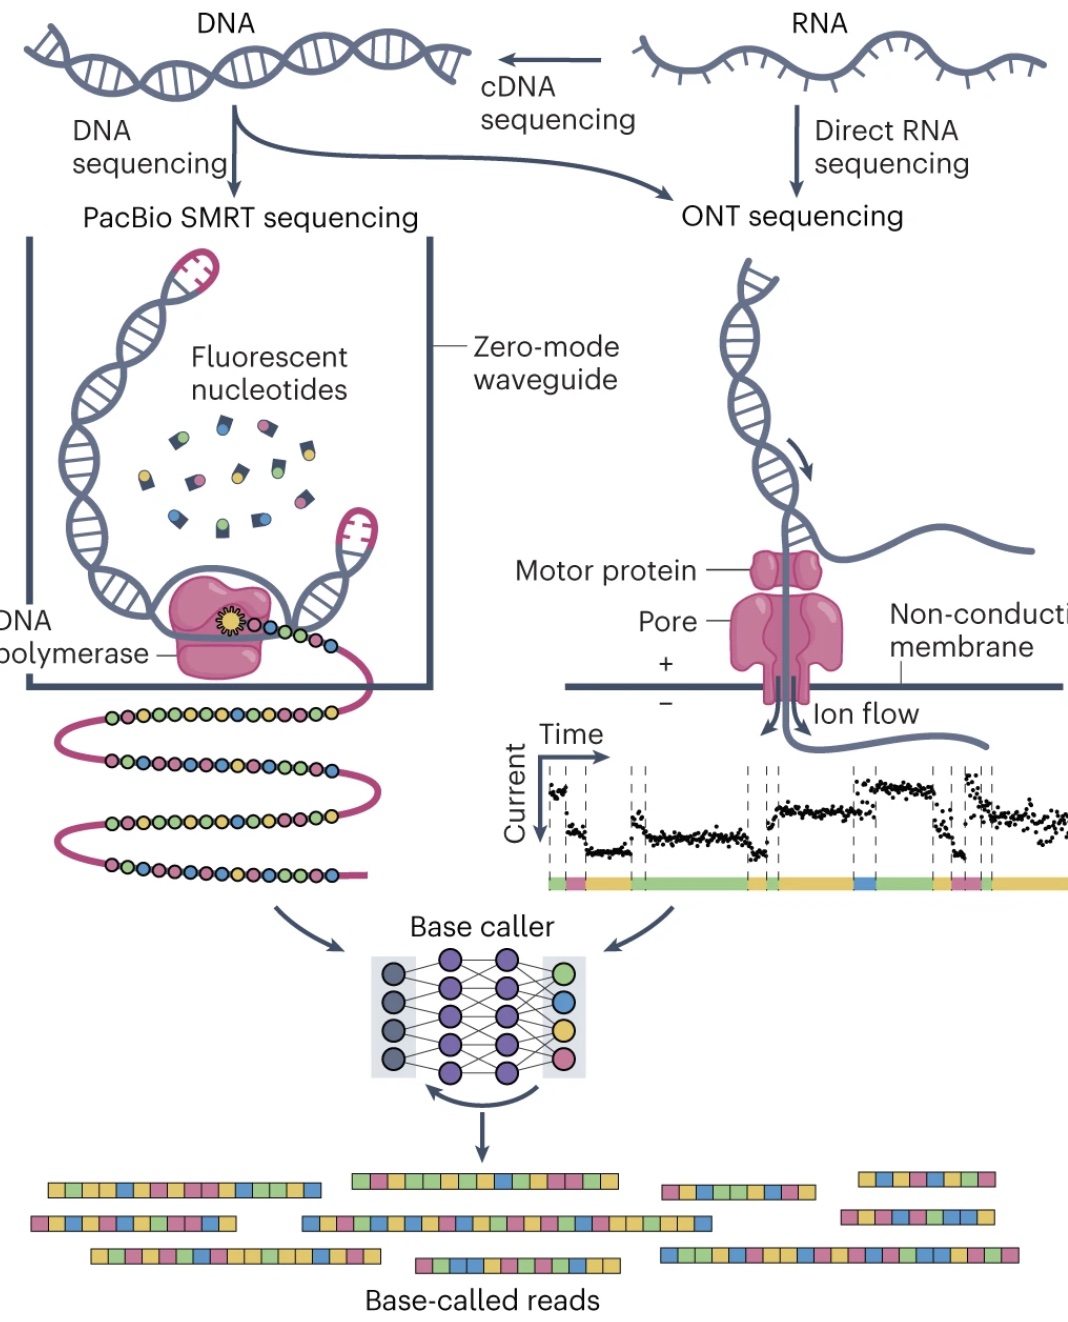 DNA
RNA
cDNA
sequencing
DNA
sequencing
Direct RNA
sequencing
PacBio SMRT sequencing
ONT sequencing
Fluorescent
nucleotides
Zero-mode
waveguide
Motor protein
Pore
+
−
Non-conducti
membrane
DNA
polymerase
Ion flow
Time
Current
Base caller
Base-called reads